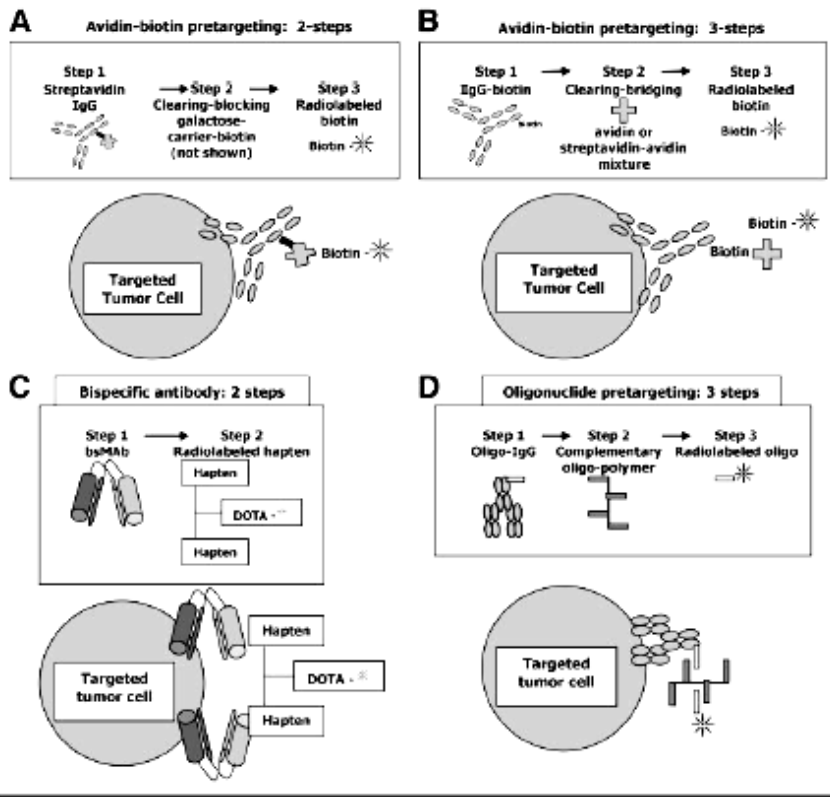 A
Avidin-biotin pretargeting: 2-steps
Step 1
Streptavidin
IgG
Step 2
Clearing-blocking
galactose-
carrier-biotin
(not shown)
Step 3
Radiolabeled
biotin
Biotin -
Targeted
Tumor Cell
Biotin -
B
Avidin-biotin pretargeting: 3-steps
Step 1
IgG-biotin
biotin
Step 2
Clearing-bridging
avidin or
streptavidin-avidin
mixture
Step 3
Radiolabeled
biotin
Biotin -
Targeted
Tumor Cell
Biotin -
Biotin
C
Bispecific antibody: 2 steps
Step 1
bsMAb
Step 2
Radiolabeled hapten
Hapten
DOTA -
Hapten
Targeted
tumor cell
Hapten
DOTA -
Hapten
D
Oligonuclide pretargeting: 3 steps
Step 1
Oligo-IgG
Step 2
Complementary
oligo-polymer
Step 3
Radiolabeled oligo
Targeted
tumor cell